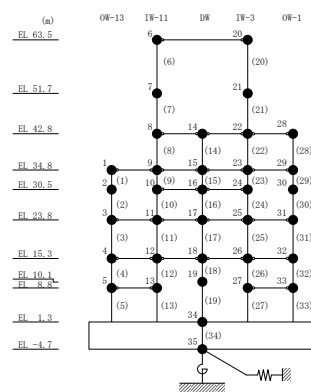 (m) OW-13 IW-11 DW IW-3 OW-1
EL 63.5 6 20
(6) (20)
EL 51.7 7 21
(7) (21)
EL 42.8 8 14 22 28
(8) (14) (22) (28)
EL 34.8 1 9 15 23 29
(1) (9) (15) (23) (29)
EL 30.5 2 10 16 24 30
(2) (10) (16) (24) (30)
EL 23.8 3 11 17 25 31
(3) (11) (17) (25) (31)
EL 15.3 4 12 18 26 32
(4) (12) (18) (26) (32)
EL 10.1 19
EL 8.8 5 13 27 33
(5) (13) (19) (27) (33)
EL 1.3 34
(34)
EL -4.7 35